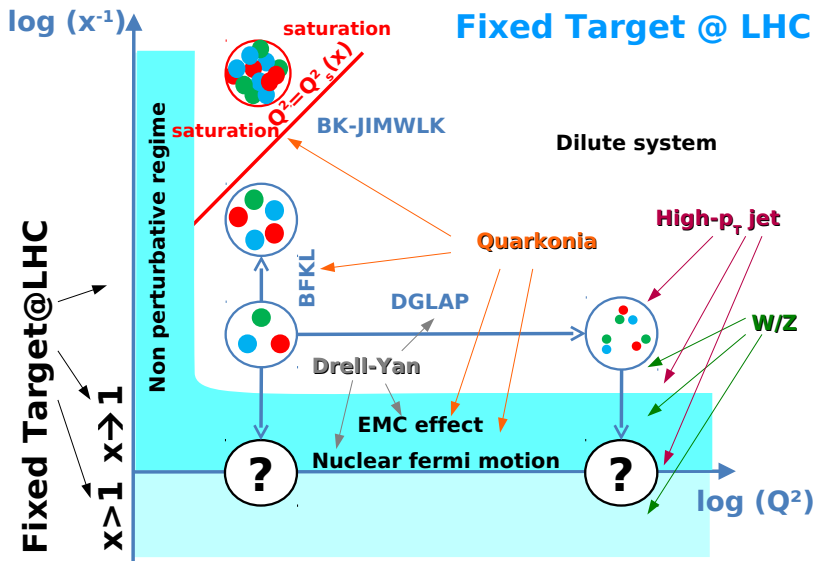 log (x⁻¹)
Fixed Target @ LHC
saturation
Q²=Q²ₛ(x)
saturation
BK-JIMWLK
Dilute system
Non perturbative regime
High-p_T jet
Quarkonia
BFKL
DGLAP
W/Z
Drell-Yan
Fixed Target@LHC
x→1
EMC effect
Nuclear fermi motion
?
?
x>1
log (Q²)